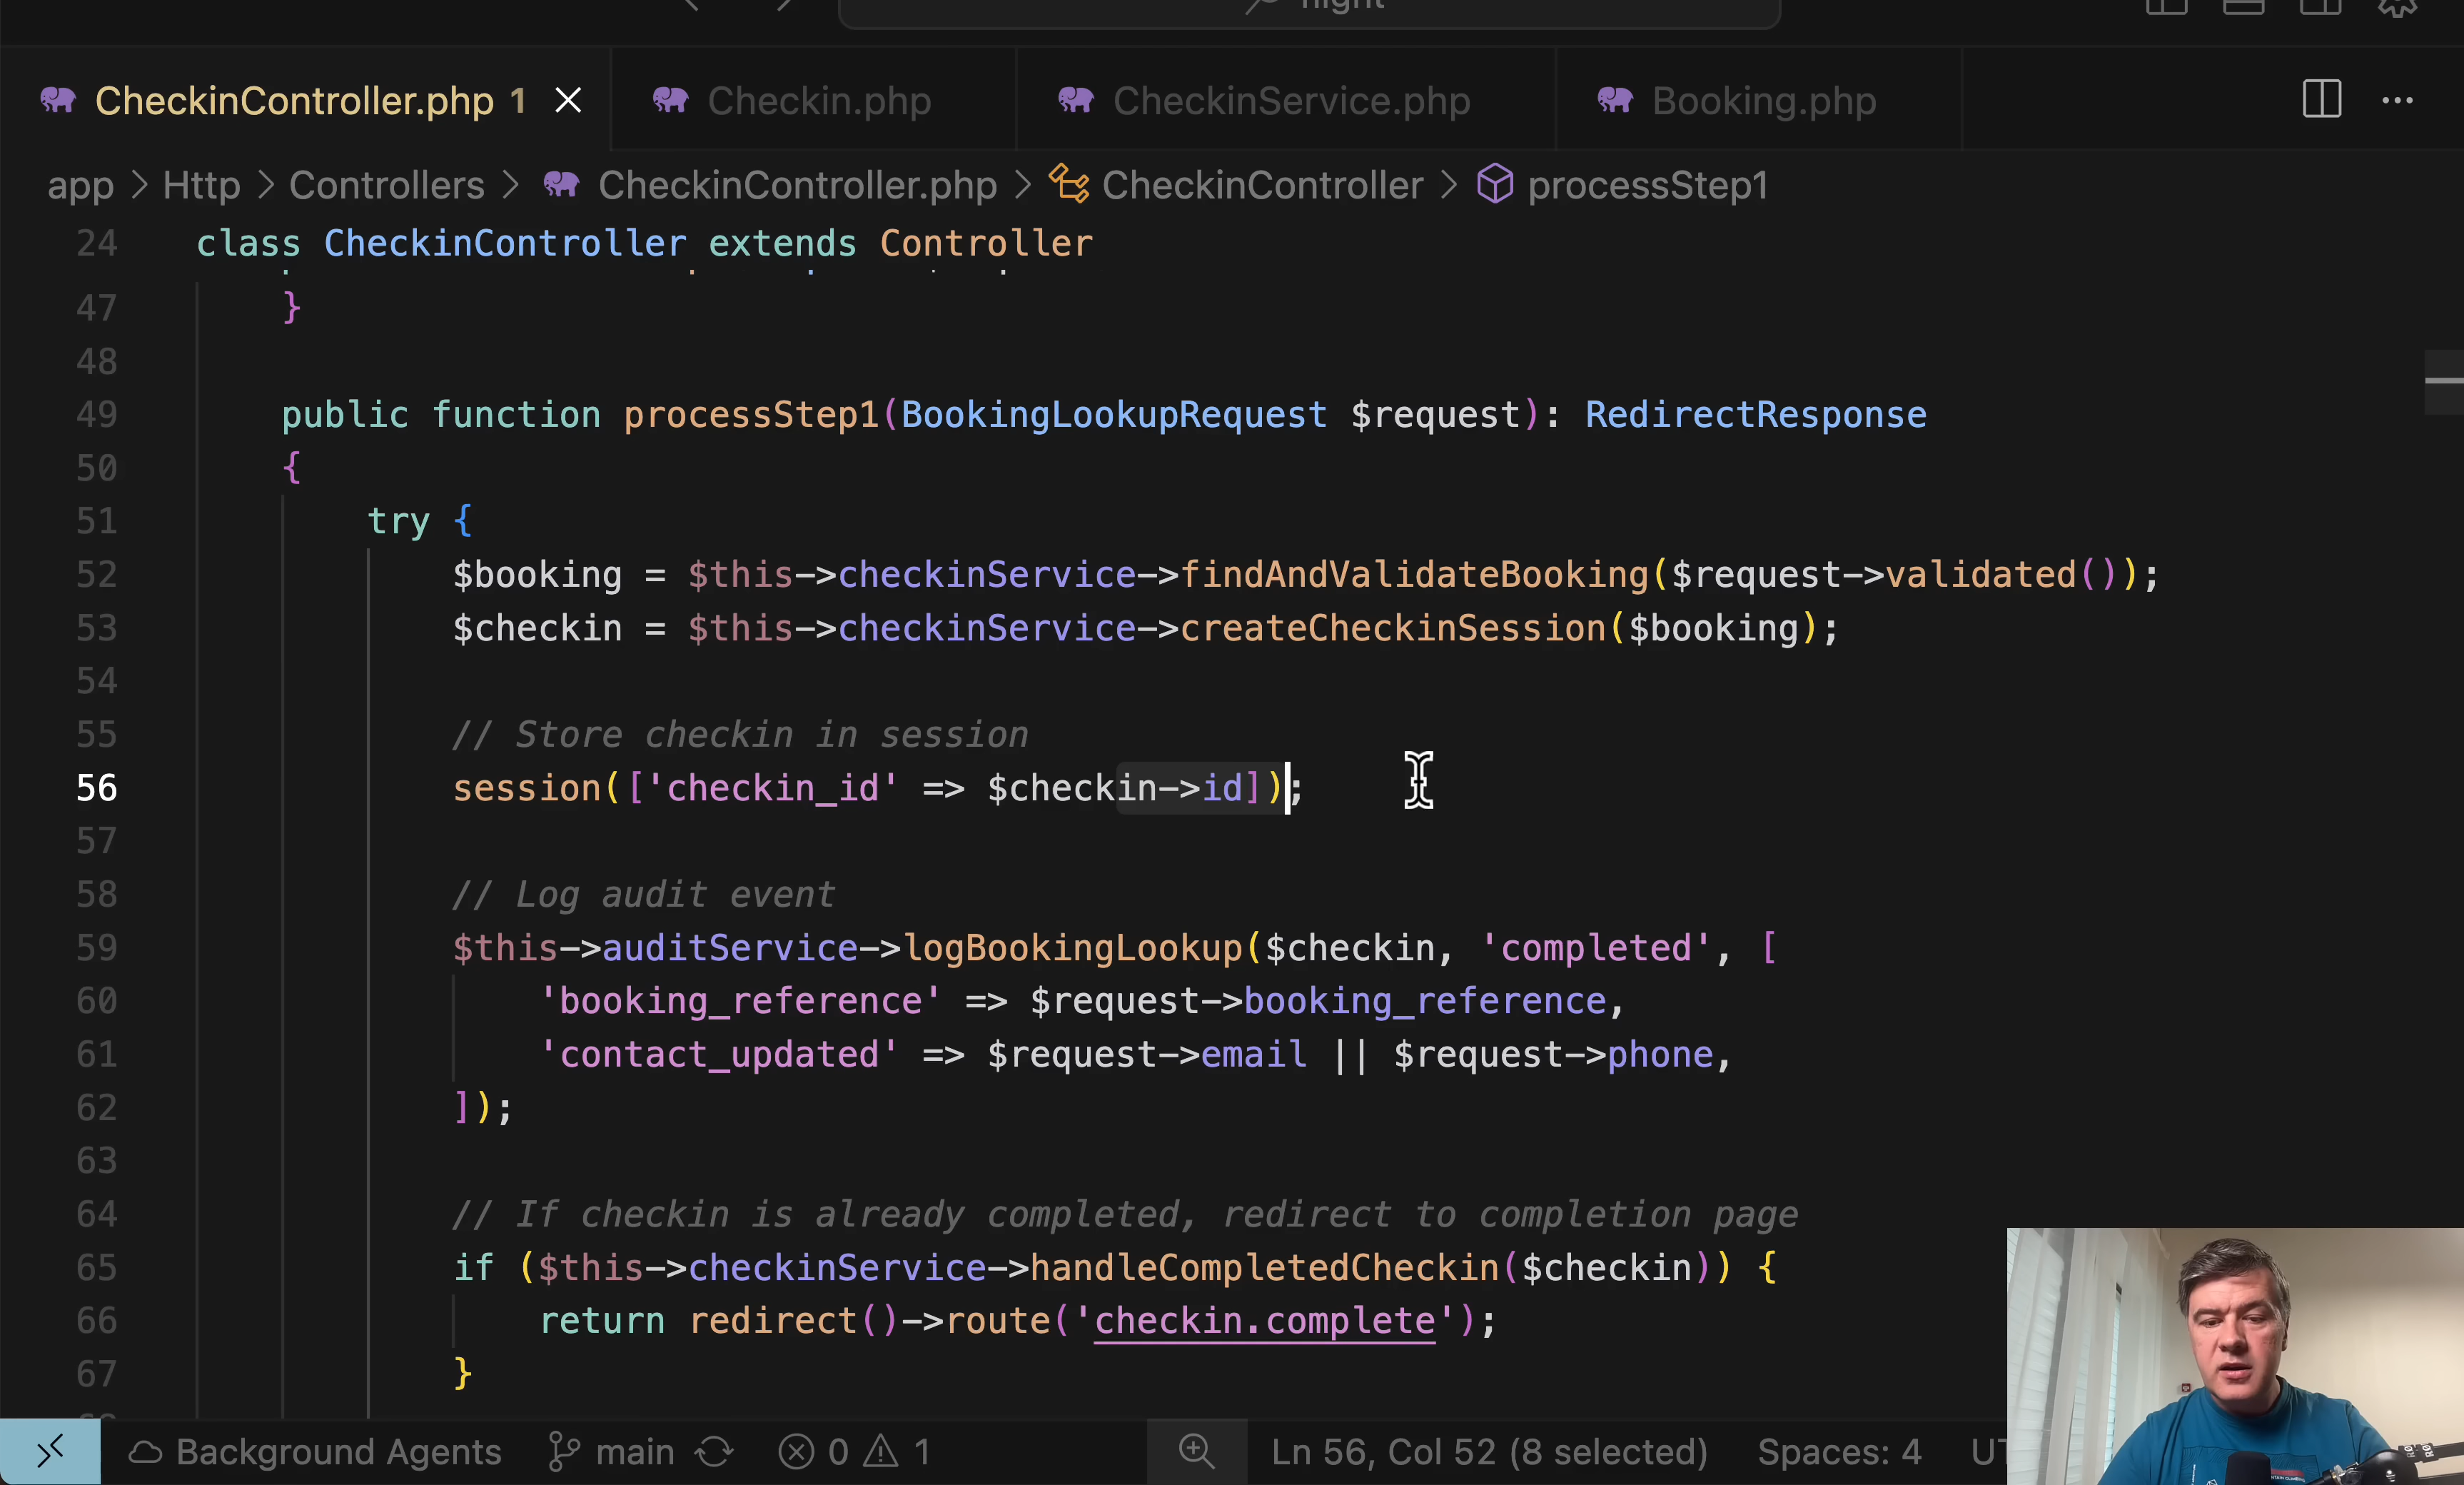 CheckinController.php 1 Checkin.php CheckinService.php Booking.php
app > Http > Controllers > CheckinController.php > CheckinController > processStep1
24 class CheckinController extends Controller
47 }
48
49 public function processStep1(BookingLookupRequest $request): RedirectResponse
50 {
51 try {
52 $booking = $this->checkinService->findAndValidateBooking($request->validated());
53 $checkin = $this->checkinService->createCheckinSession($booking);
54
55 // Store checkin in session
56 session(['checkin_id' => $checkin->id]);
57
58 // Log audit event
59 $this->auditService->logBookingLookup($checkin, 'completed', [
60 'booking_reference' => $request->booking_reference,
61 'contact_updated' => $request->email || $request->phone,
62 ]);
63
64 // If checkin is already completed, redirect to completion page
65 if ($this->checkinService->handleCompletedCheckin($checkin)) {
66 return redirect()->route('checkin.complete');
67 }
Background Agents main 0 1 Ln 56, Col 52 (8 selected) Spaces: 4